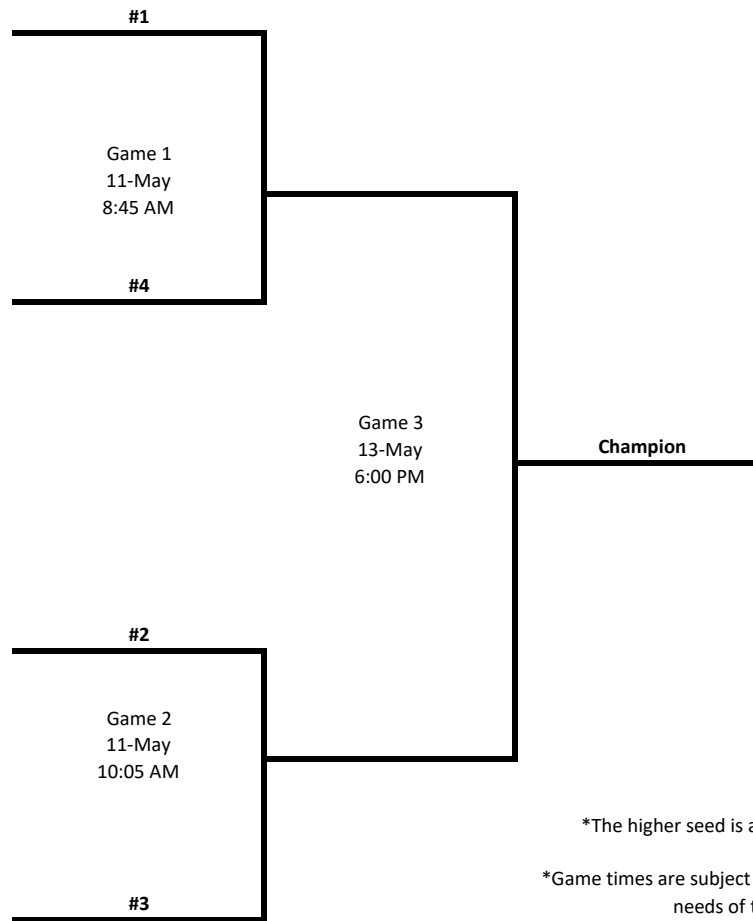 #1
Game 1
11-May
8:45 AM
#4
Game 3
13-May
6:00 PM
Champion
#2
Game 2
11-May
10:05 AM
#3
*The higher seed is a
*Game times are subject
needs of t